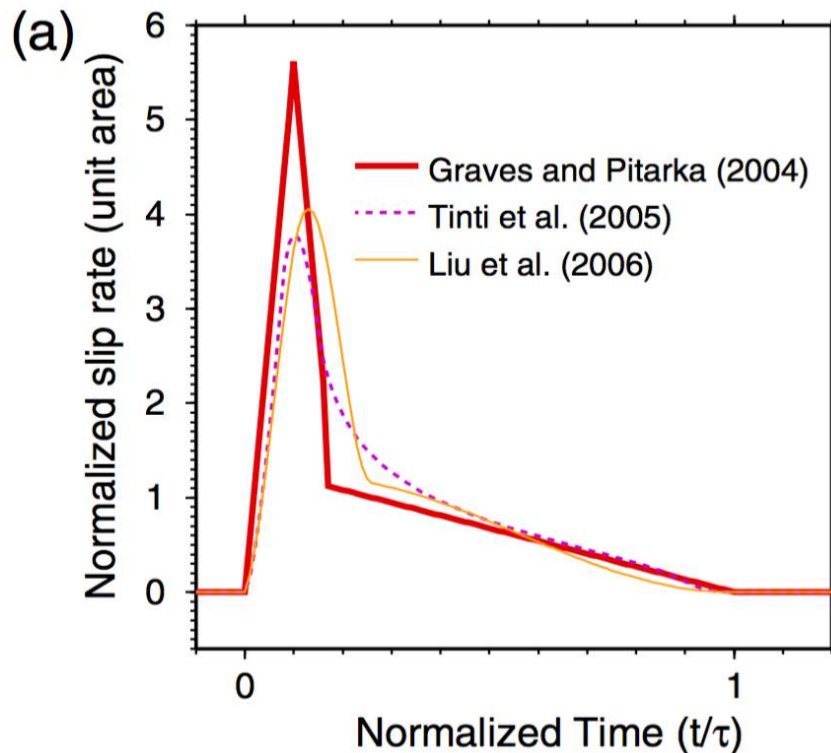 (a)
Normalized slip rate (unit area)
6
5
4
3
2
1
0
Graves and Pitarka (2004)
Tinti et al. (2005)
Liu et al. (2006)
0
1
Normalized Time (t/τ)